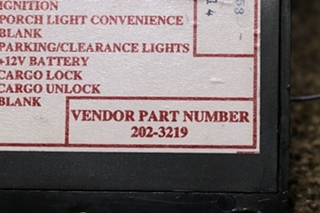 IGNITION
PORCH LIGHT CONVENIENCE
BLANK
PARKING/CLEARANCE LIGHTS
+12V BATTERY
CARGO LOCK
CARGO UNLOCK
BLANK
VENDOR PART NUMBER
202-3219